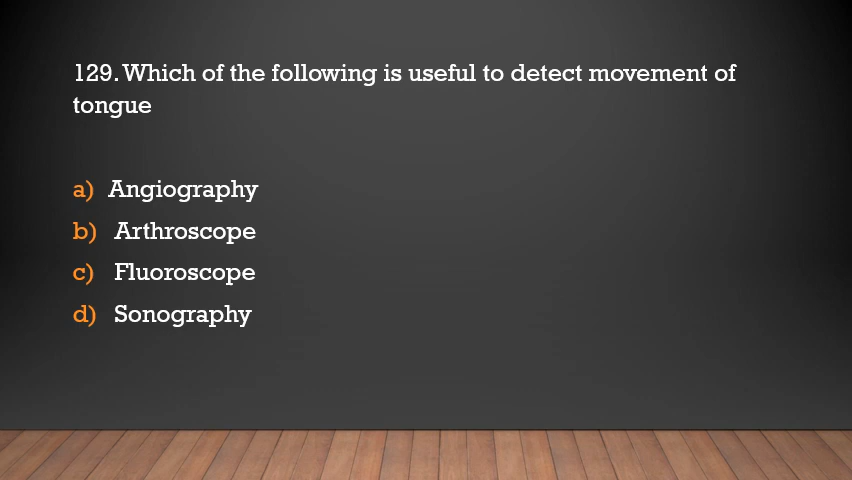 129. Which of the following is useful to detect movement of
tongue
a) Angiography
b) Arthroscope
c) Fluoroscope
d) Sonography